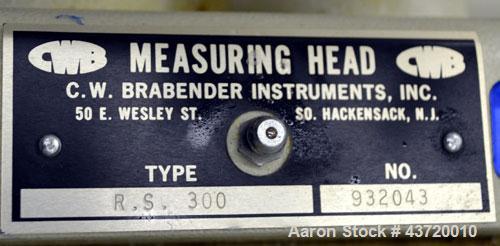 CWB MEASURING HEAD CWB
C.W. BRABENDER INSTRUMENTS, INC.
50 E. WESLEY ST. SO. HACKENSACK, N.J.
TYPE NO.
R.S. 300 932043
Aaron Stock # 43720010